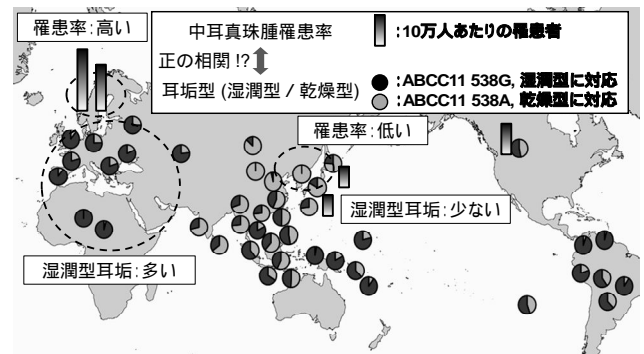 罹患率：高い
中耳真珠腫罹患率
正の相関 !?
耳垢型 (湿潤型 / 乾燥型)
：10万人あたりの罹患者
：ABCC11 538G, 湿潤型に対応
：ABCC11 538A, 乾燥型に対応
罹患率：低い
湿潤型耳垢：少ない
湿潤型耳垢：多い